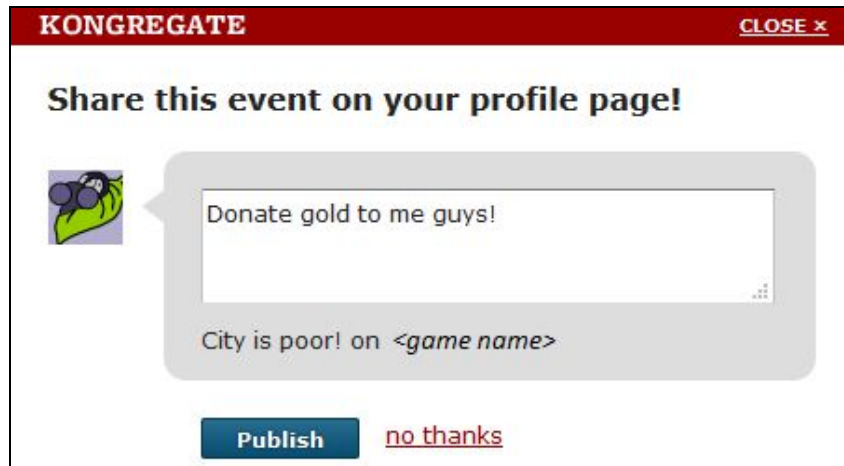 KONGREGATE CLOSE ×
Share this event on your profile page!
Donate gold to me guys!
City is poor! on <game name>
Publish no thanks